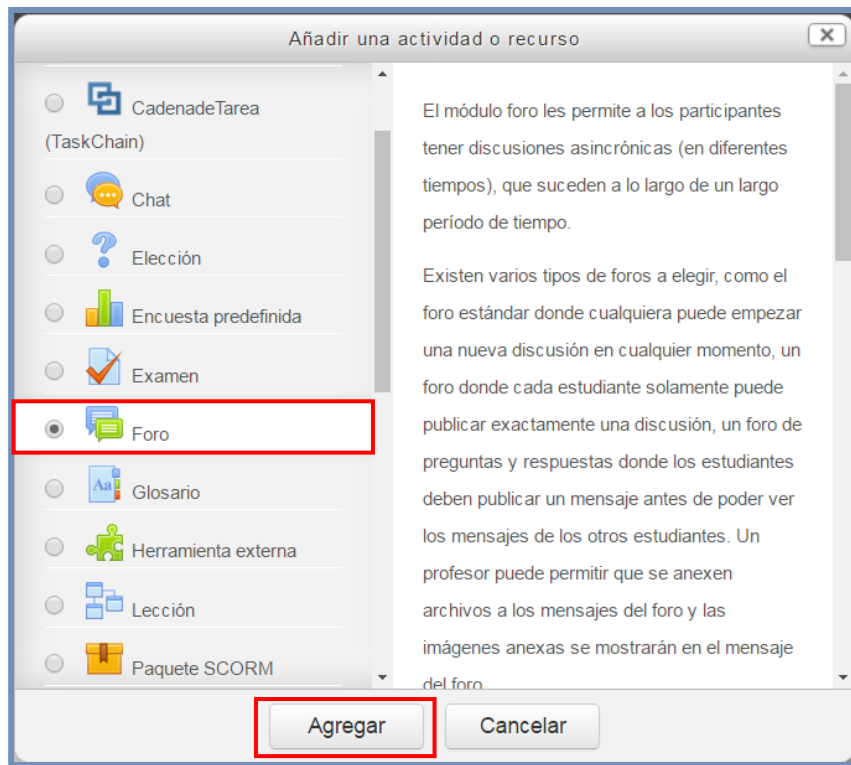 Añadir una actividad o recurso
CadenadeTarea
(TaskChain)
Chat
Elección
Encuesta predefinida
Examen
Foro
Aa
Glosario
Herramienta externa
Lección
Paquete SCORM
El módulo foro les permite a los participantes
tener discusiones asincrónicas (en diferentes
tiempos), que suceden a lo largo de un largo
período de tiempo.
Existen varios tipos de foros a elegir, como el
foro estándar donde cualquiera puede empezar
una nueva discusión en cualquier momento, un
foro donde cada estudiante solamente puede
publicar exactamente una discusión, un foro de
preguntas y respuestas donde los estudiantes
deben publicar un mensaje antes de poder ver
los mensajes de los otros estudiantes. Un
profesor puede permitir que se anexen
archivos a los mensajes del foro y las
imágenes anexas se mostrarán en el mensaje
del foro
Agregar
Cancelar